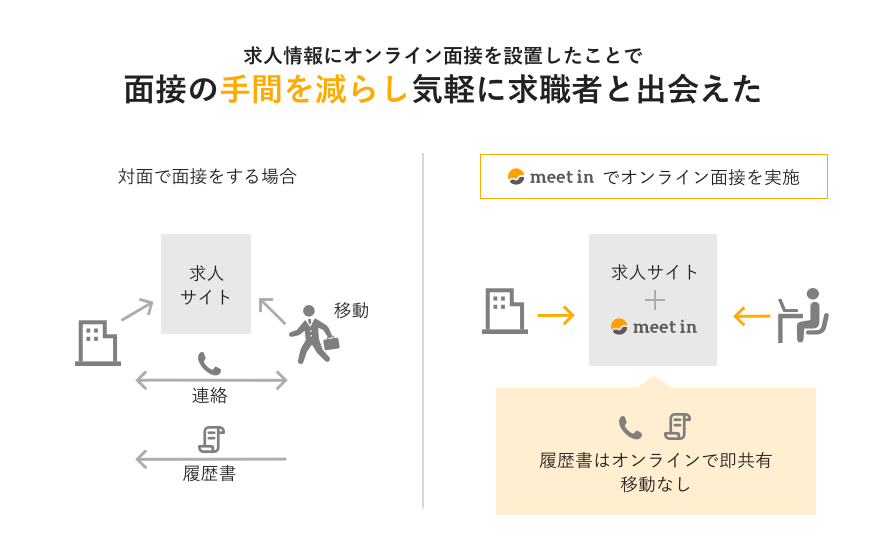 求人情報にオンライン面接を設置したことで
面接の手間を減らし気軽に求職者と出会えた
対面で面接をする場合
求人
サイト
移動
連絡
履歴書
meet in でオンライン面接を実施
求人サイト
+
meet in
履歴書はオンラインで即共有
移動なし